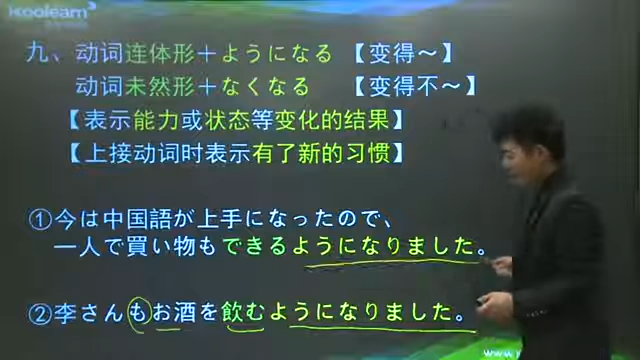 Koolearn
九、动词连体形＋ようになる 【变得～】
动词未然形＋なくなる 【变得不～】
【表示能力或状态等变化的结果】
【上接动词时表示有了新的习惯】
①今は中国語が上手になったので、
一人で買い物もできるようになりました。
②李さんもお酒を飲むようになりました。